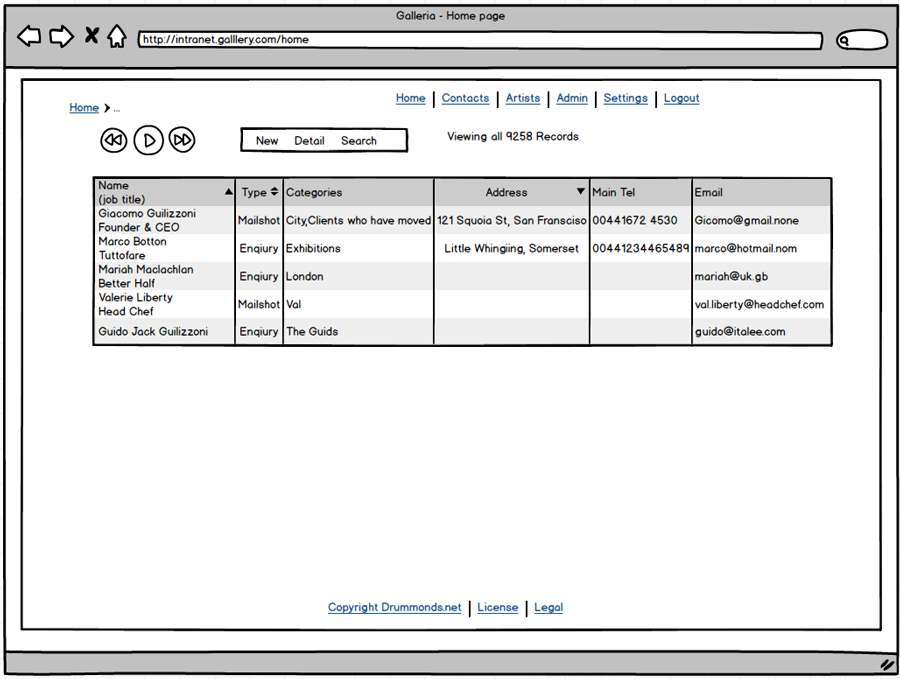 Galleria - Home page
http://intranet.galllery.com/home
Home | Contacts | Artists | Admin | Settings | Logout
Home > ...
New Detail Search
Viewing all 9258 Records
Name
(job title) Type Categories Address Main Tel Email
Giacomo Guilizzoni
Founder & CEO Mailshot City,Clients who have moved 121 Squoia St, San Fransciso 00441672 4530 Gicomo@gmail.none
Marco Botton
Tuttofare Enqiury Exhibitions Little Whingiing, Somerset 00441234465489 marco@hotmail.nom
Mariah Maclachlan
Better Half Enqiury London mariah@uk.gb
Valerie Liberty
Head Chef Mailshot Val val.liberty@headchef.com
Guido Jack Guilizzoni Enqiury The Guids guido@italee.com
Copyright Drummonds.net | License | Legal